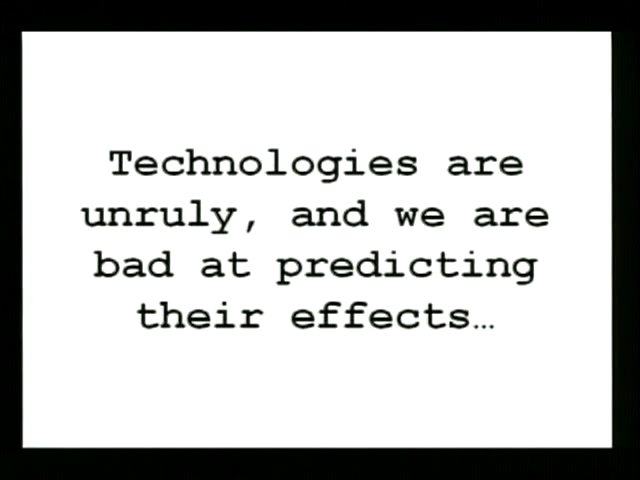 Technologies are
unruly, and we are
bad at predicting
their effects…